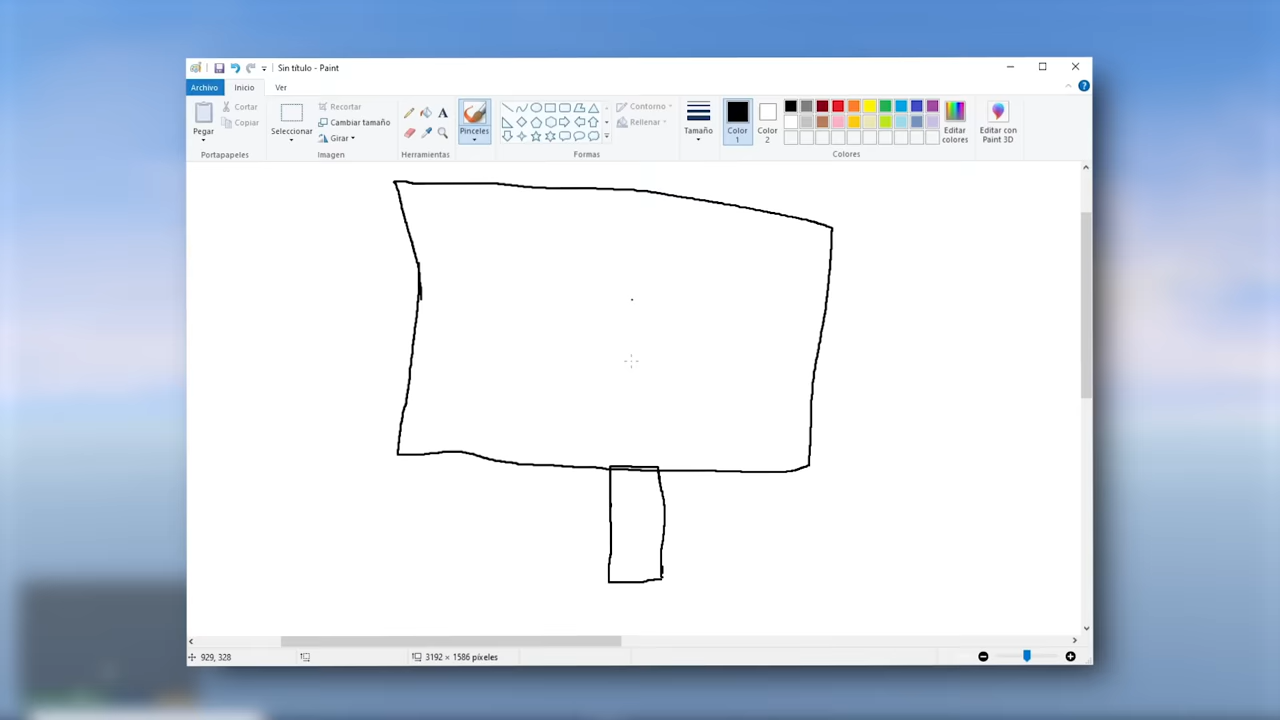 Sin título - Paint
Archivo Inicio Ver
Pegar
Cortar
Copiar
Portapapeles
Seleccionar
Recortar
Cambiar tamaño
Girar
Imagen
A
Herramientas
Pinceles
Contorno
Rellenar
Formas
Tamaño
Color 1
Color 2
Editar colores
Colores
Editar con Paint 3D
929, 328
3192 × 1586 píxeles